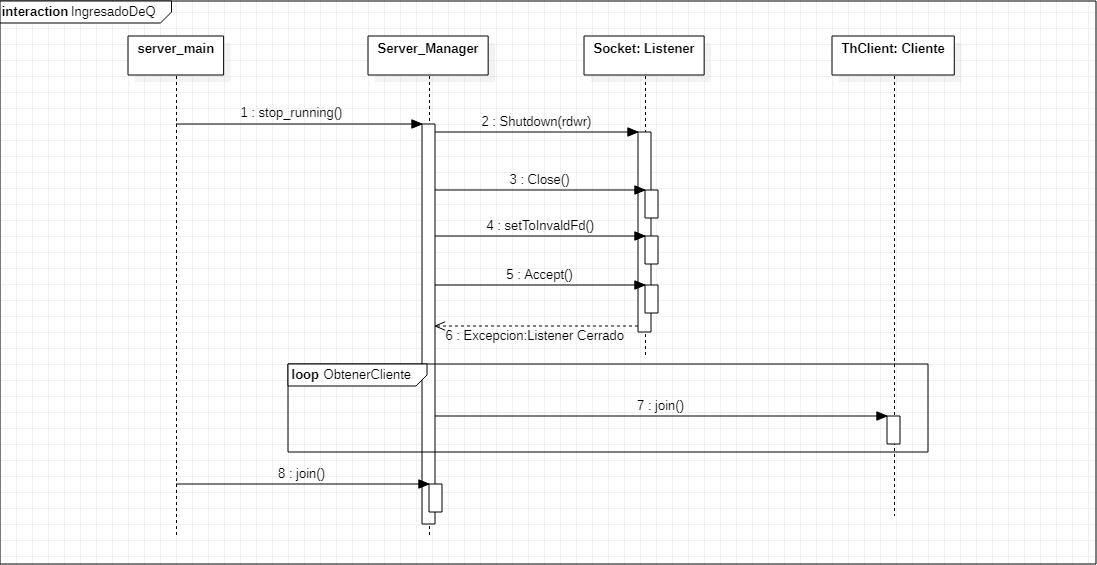 interaction IngresadoDeQ
server_main
Server_Manager
Socket: Listener
ThClient: Cliente
1 : stop_running()
2 : Shutdown(rdwr)
3 : Close()
4 : setToInvaldFd()
5 : Accept()
6 : Excepcion:Listener Cerrado
loop ObtenerCliente
7 : join()
8 : join()